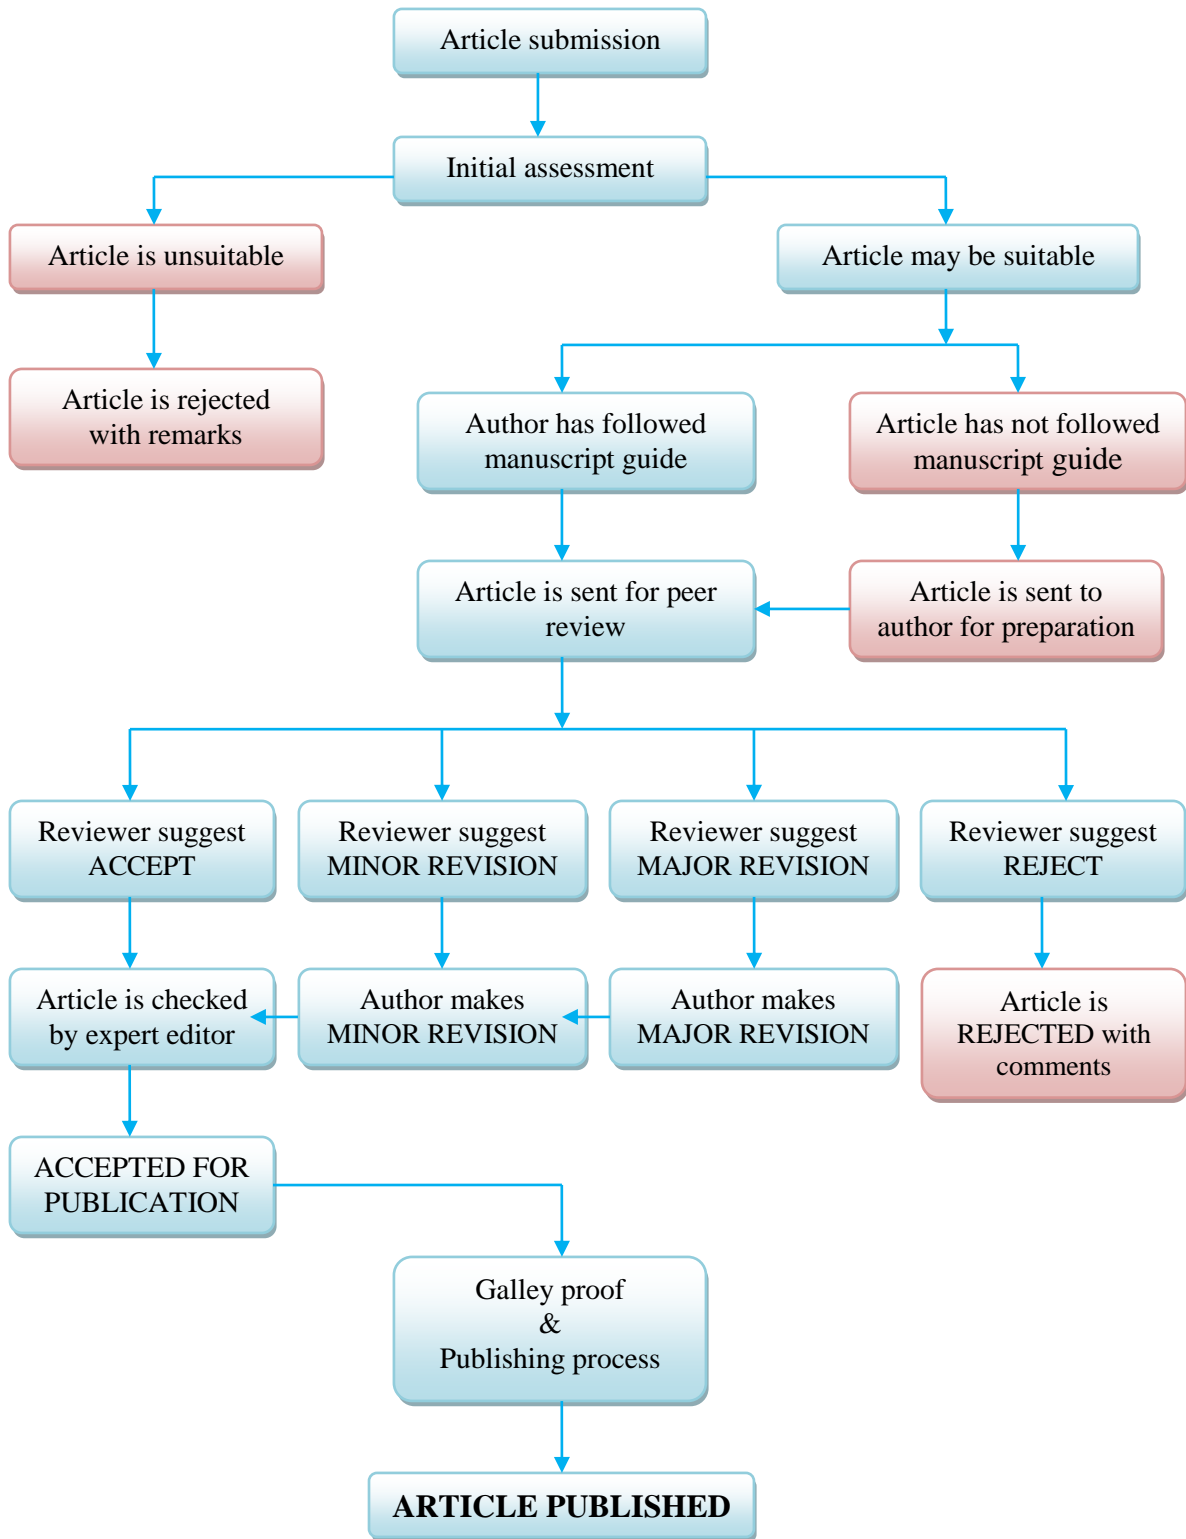 Article submission
Initial assessment
Article is unsuitable
Article may be suitable
Article is rejected
with remarks
Author has followed
manuscript guide
Article has not followed
manuscript guide
Article is sent for peer
review
Article is sent to
author for preparation
Reviewer suggest
ACCEPT
Reviewer suggest
MINOR REVISION
Reviewer suggest
MAJOR REVISION
Reviewer suggest
REJECT
Article is checked
by expert editor
Author makes
MINOR REVISION
Author makes
MAJOR REVISION
Article is
REJECTED with
comments
ACCEPTED FOR
PUBLICATION
Galley proof
&
Publishing process
ARTICLE PUBLISHED